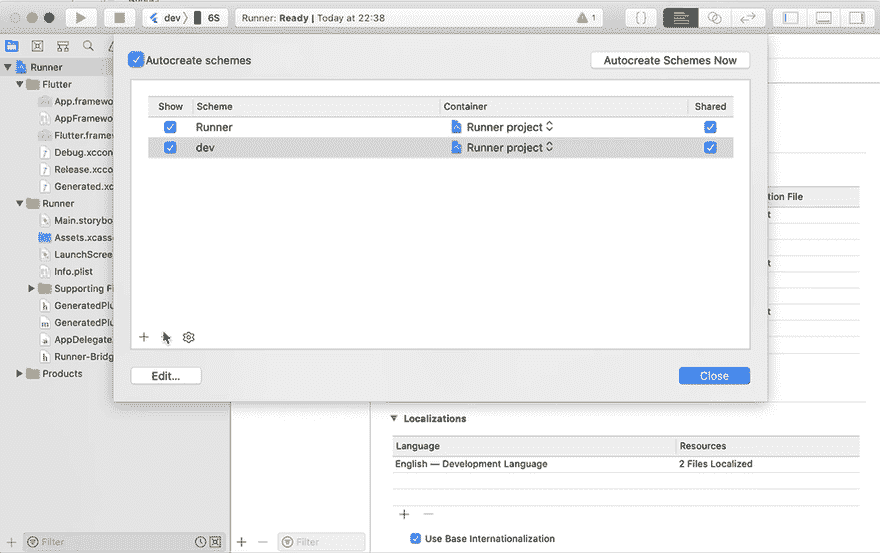 dev 6S Runner: Ready | Today at 22:38 1
Autocreate schemes Autocreate Schemes Now
Show Scheme Container Shared
Runner Runner project
dev Runner project
Edit... Close
Runner
Flutter
App.framewo
AppFramewo
Flutter.frame
Debug.xccon
Release.xcco
Generated.xc
Runner
Main.storybo
Assets.xcass
LaunchScree
Info.plist
Supporting Fi
GeneratedPlu
GeneratedPlu
AppDelegate.
Runner-Bridg
Products
tion File
t
t
t
Localizations
Language Resources
English — Development Language 2 Files Localized
Use Base Internationalization
Filter Filter